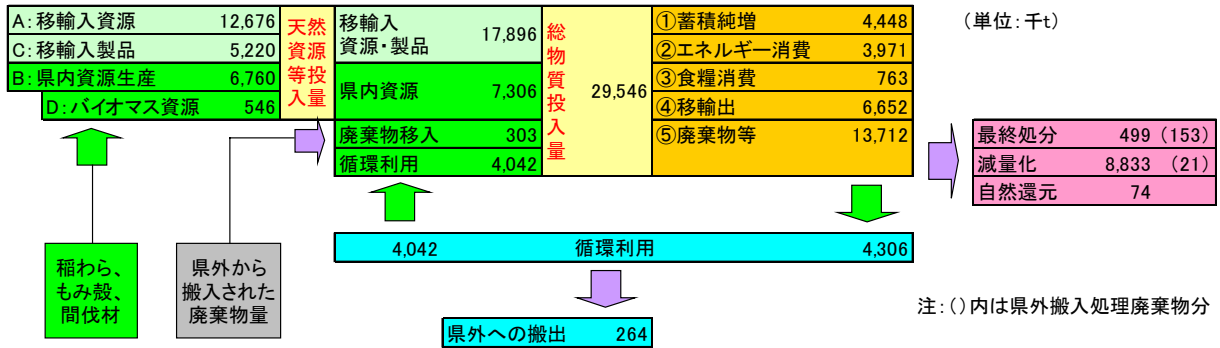 A：移輸入資源 12,676
C：移輸入製品 5,220
B：県内資源生産 6,760
D：バイオマス資源 546
天然
資源
等投
入量
移輸入
資源・製品 17,896
県内資源 7,306
廃棄物移入 303
循環利用 4,042
総
物
質
投
入
量
29,546
①蓄積純増 4,448
②エネルギー消費 3,971
③食糧消費 763
④移輸出 6,652
⑤廃棄物等 13,712
（単位：千t）
最終処分 499 (153)
減量化 8,833 (21)
自然還元 74
4,042 循環利用 4,306
稲わら、
もみ殻、
間伐材
県外から
搬入された
廃棄物量
県外への搬出 264
注：（）内は県外搬入処理廃棄物分